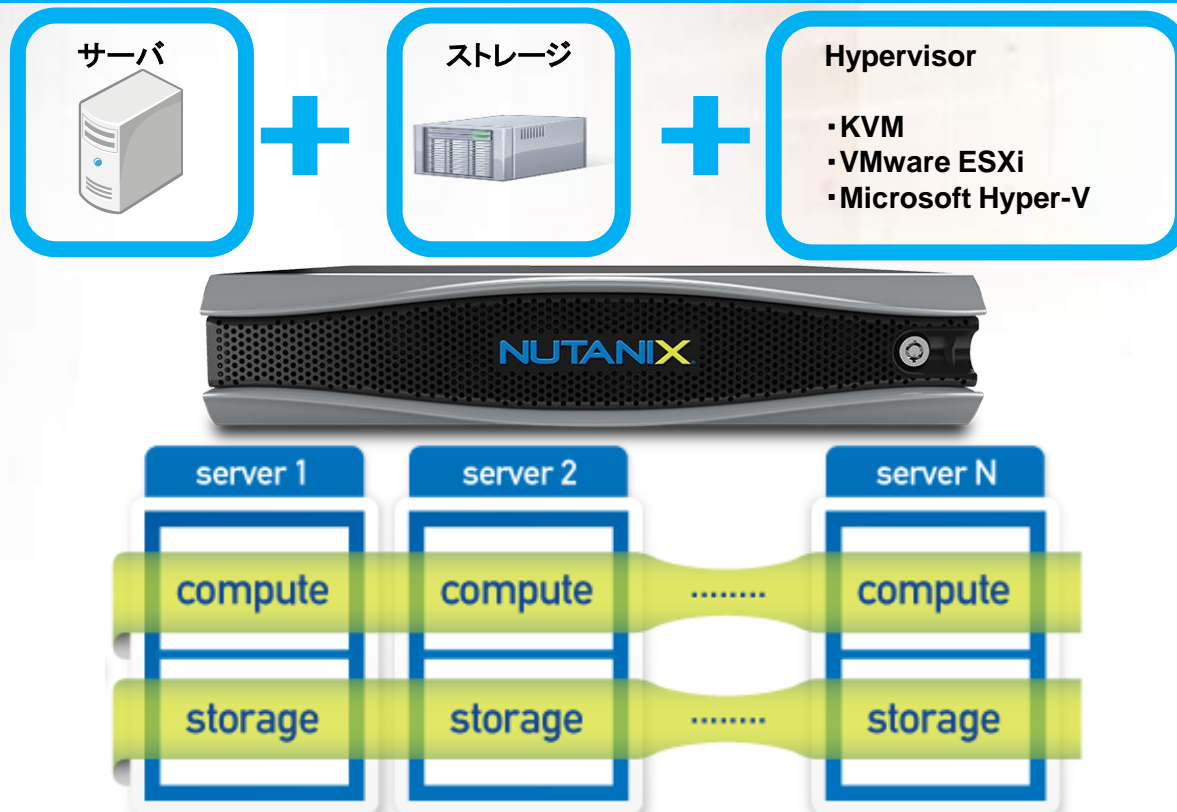 サーバ
ストレージ
Hypervisor
・KVM
・VMware ESXi
・Microsoft Hyper-V
NUTANIX
server 1
server 2
server N
compute
compute
........
compute
storage
storage
........
storage